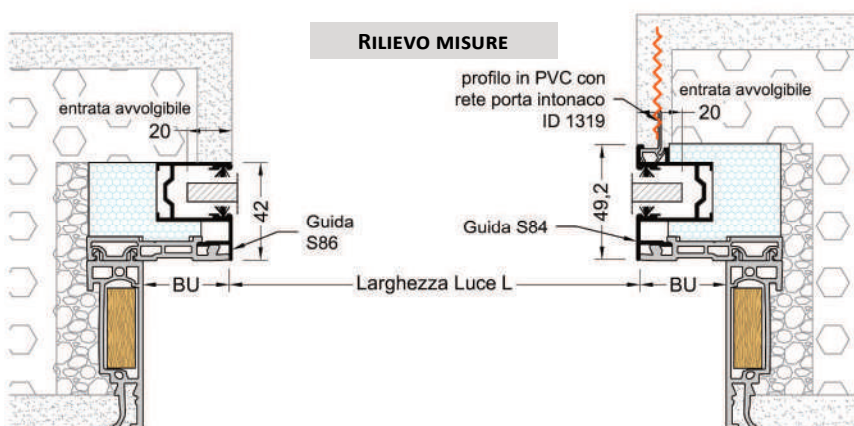 RILIEVO MISURE
entrata avvolgibile
20
42
Guida
S86
BU
Larghezza Luce L
profilo in PVC con
rete porta intonaco
ID 1319
entrata avvolgibile
20
49,2
Guida S84
BU